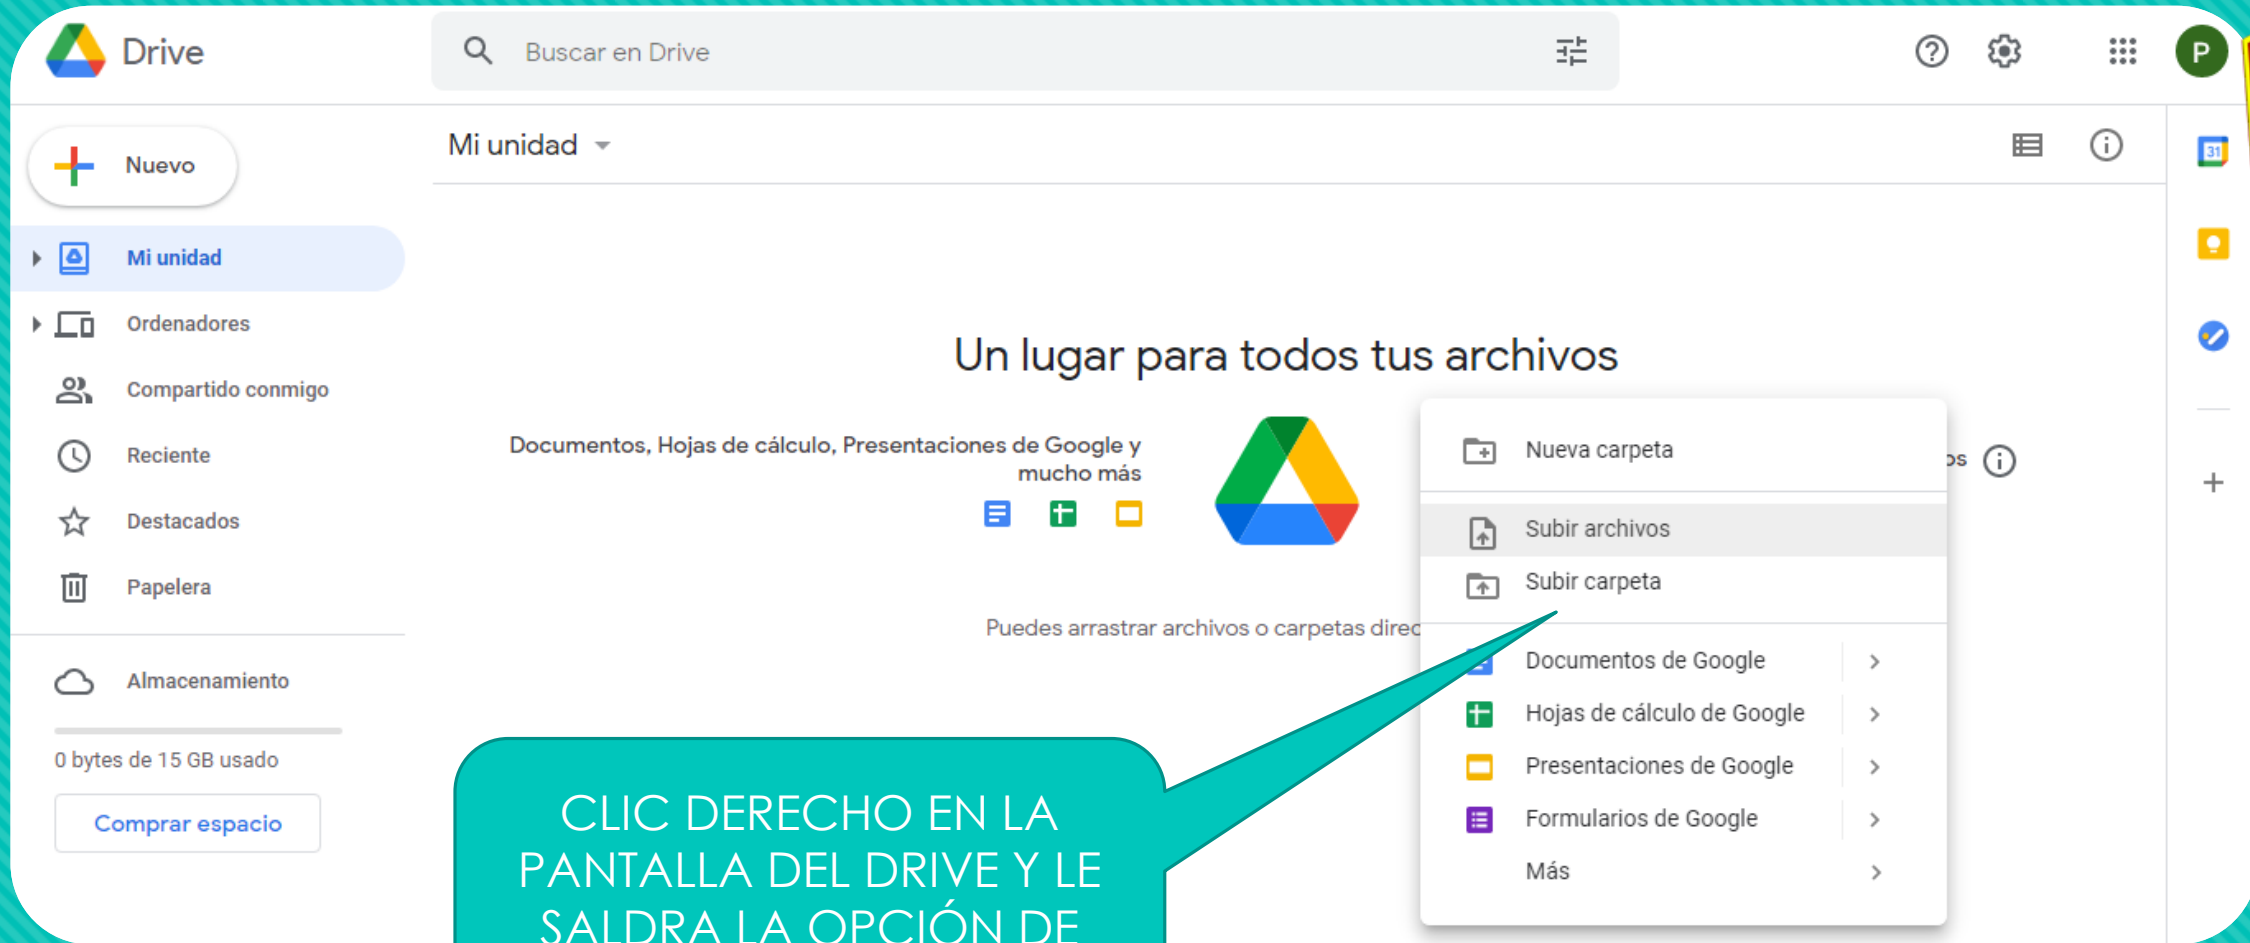 Drive
Buscar en Drive
P
Nuevo
Mi unidad
31
Mi unidad
Ordenadores
Compartido conmigo
Reciente
Destacados
Papelera
Almacenamiento
0 bytes de 15 GB usado
Comprar espacio
Un lugar para todos tus archivos
Documentos, Hojas de cálculo, Presentaciones de Google y
mucho más
os
Puedes arrastrar archivos o carpetas direc
Nueva carpeta
Subir archivos
Subir carpeta
Documentos de Google
Hojas de cálculo de Google
Presentaciones de Google
Formularios de Google
Más
CLIC DERECHO EN LA
PANTALLA DEL DRIVE Y LE
SALDRA LA OPCIÓN DE